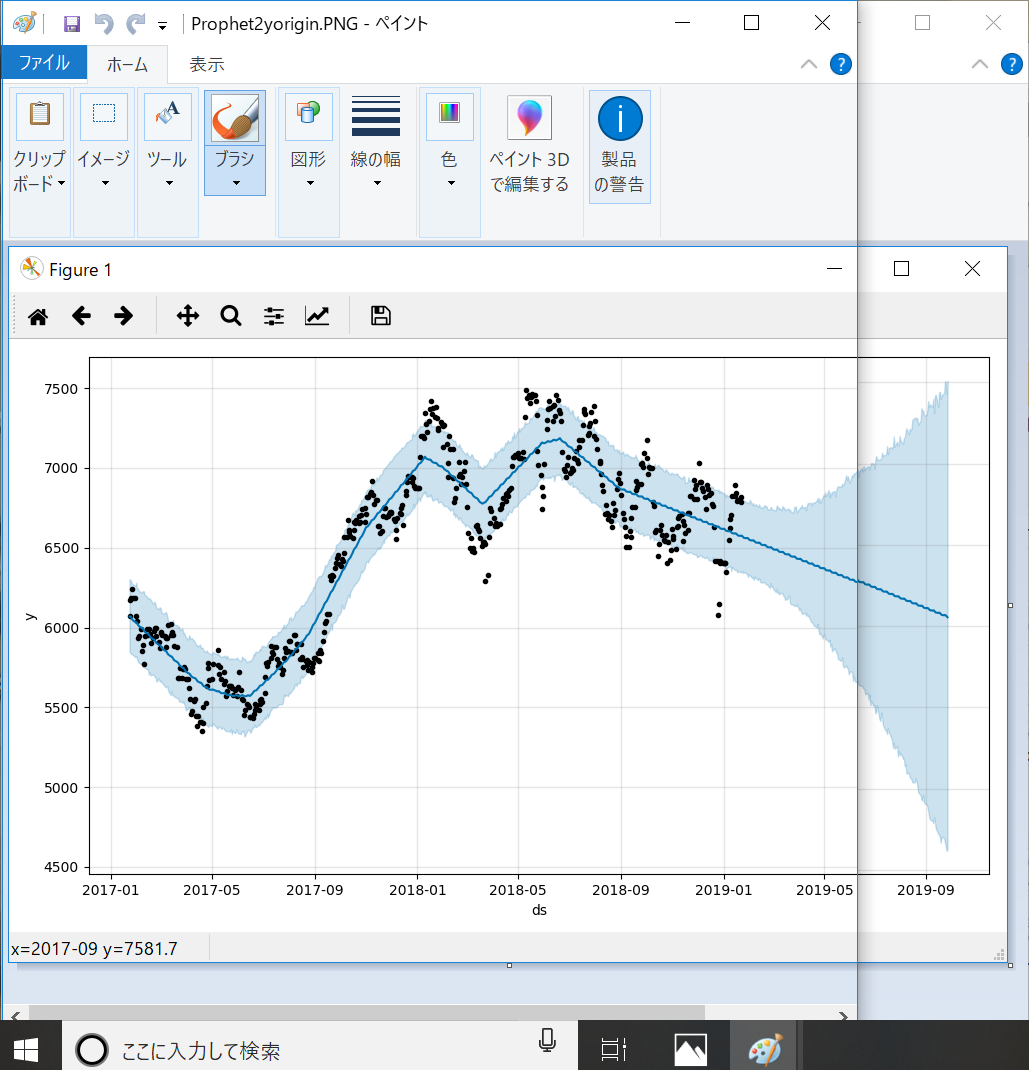 Prophet2yorigin.PNG - ペイント
ファイル ホーム 表示
クリップボード イメージ ツール ブラシ 図形 線の幅 色 ペイント 3D で編集する 製品の警告
Figure 1
7500
7000
6500
6000
5500
5000
4500
y
2017-01 2017-05 2017-09 2018-01 2018-05 2018-09 2019-01 2019-05 2019-09
ds
x=2017-09 y=7581.7
ここに入力して検索